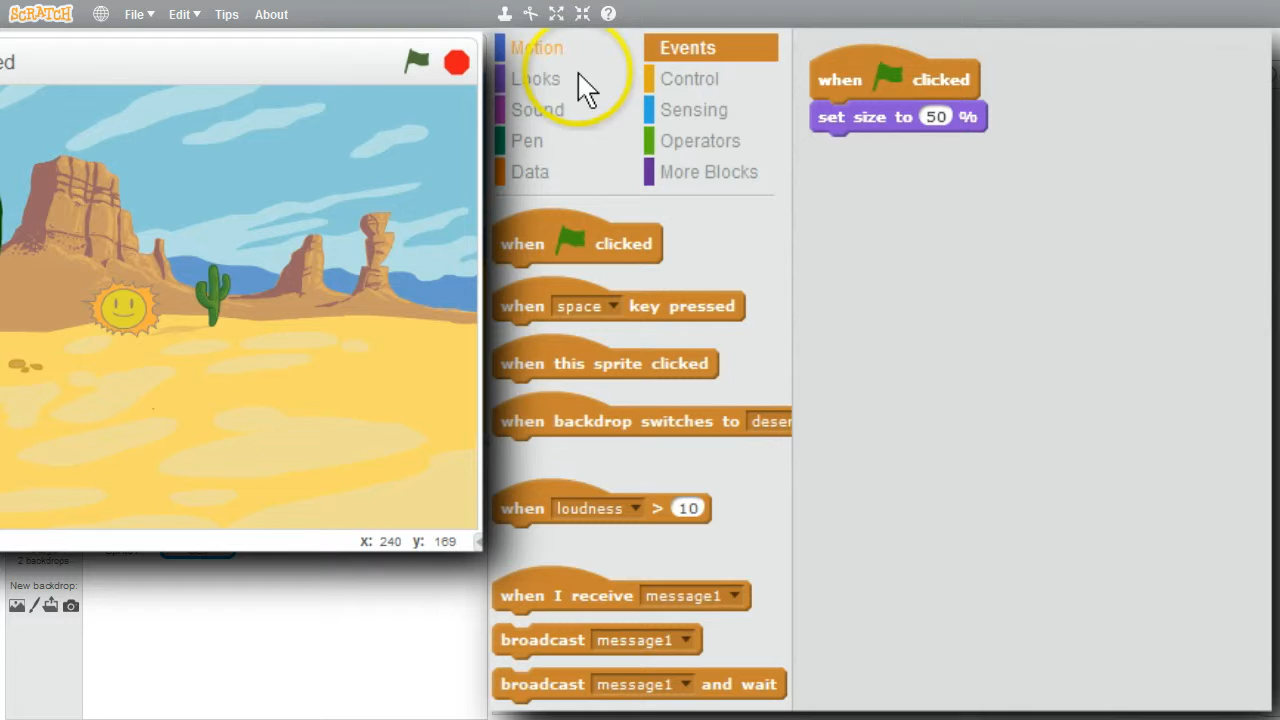 SCRATCH File Edit Tips About
ed
Motion Events
Looks Control
Sound Sensing
Pen Operators
Data More Blocks
when clicked
when space key pressed
when this sprite clicked
when backdrop switches to deser
when loudness > 10
when I receive message1
broadcast message1
broadcast message1 and wait
when clicked
set size to 50 %
x: 240 y: 169
2 backdrops
New backdrop: